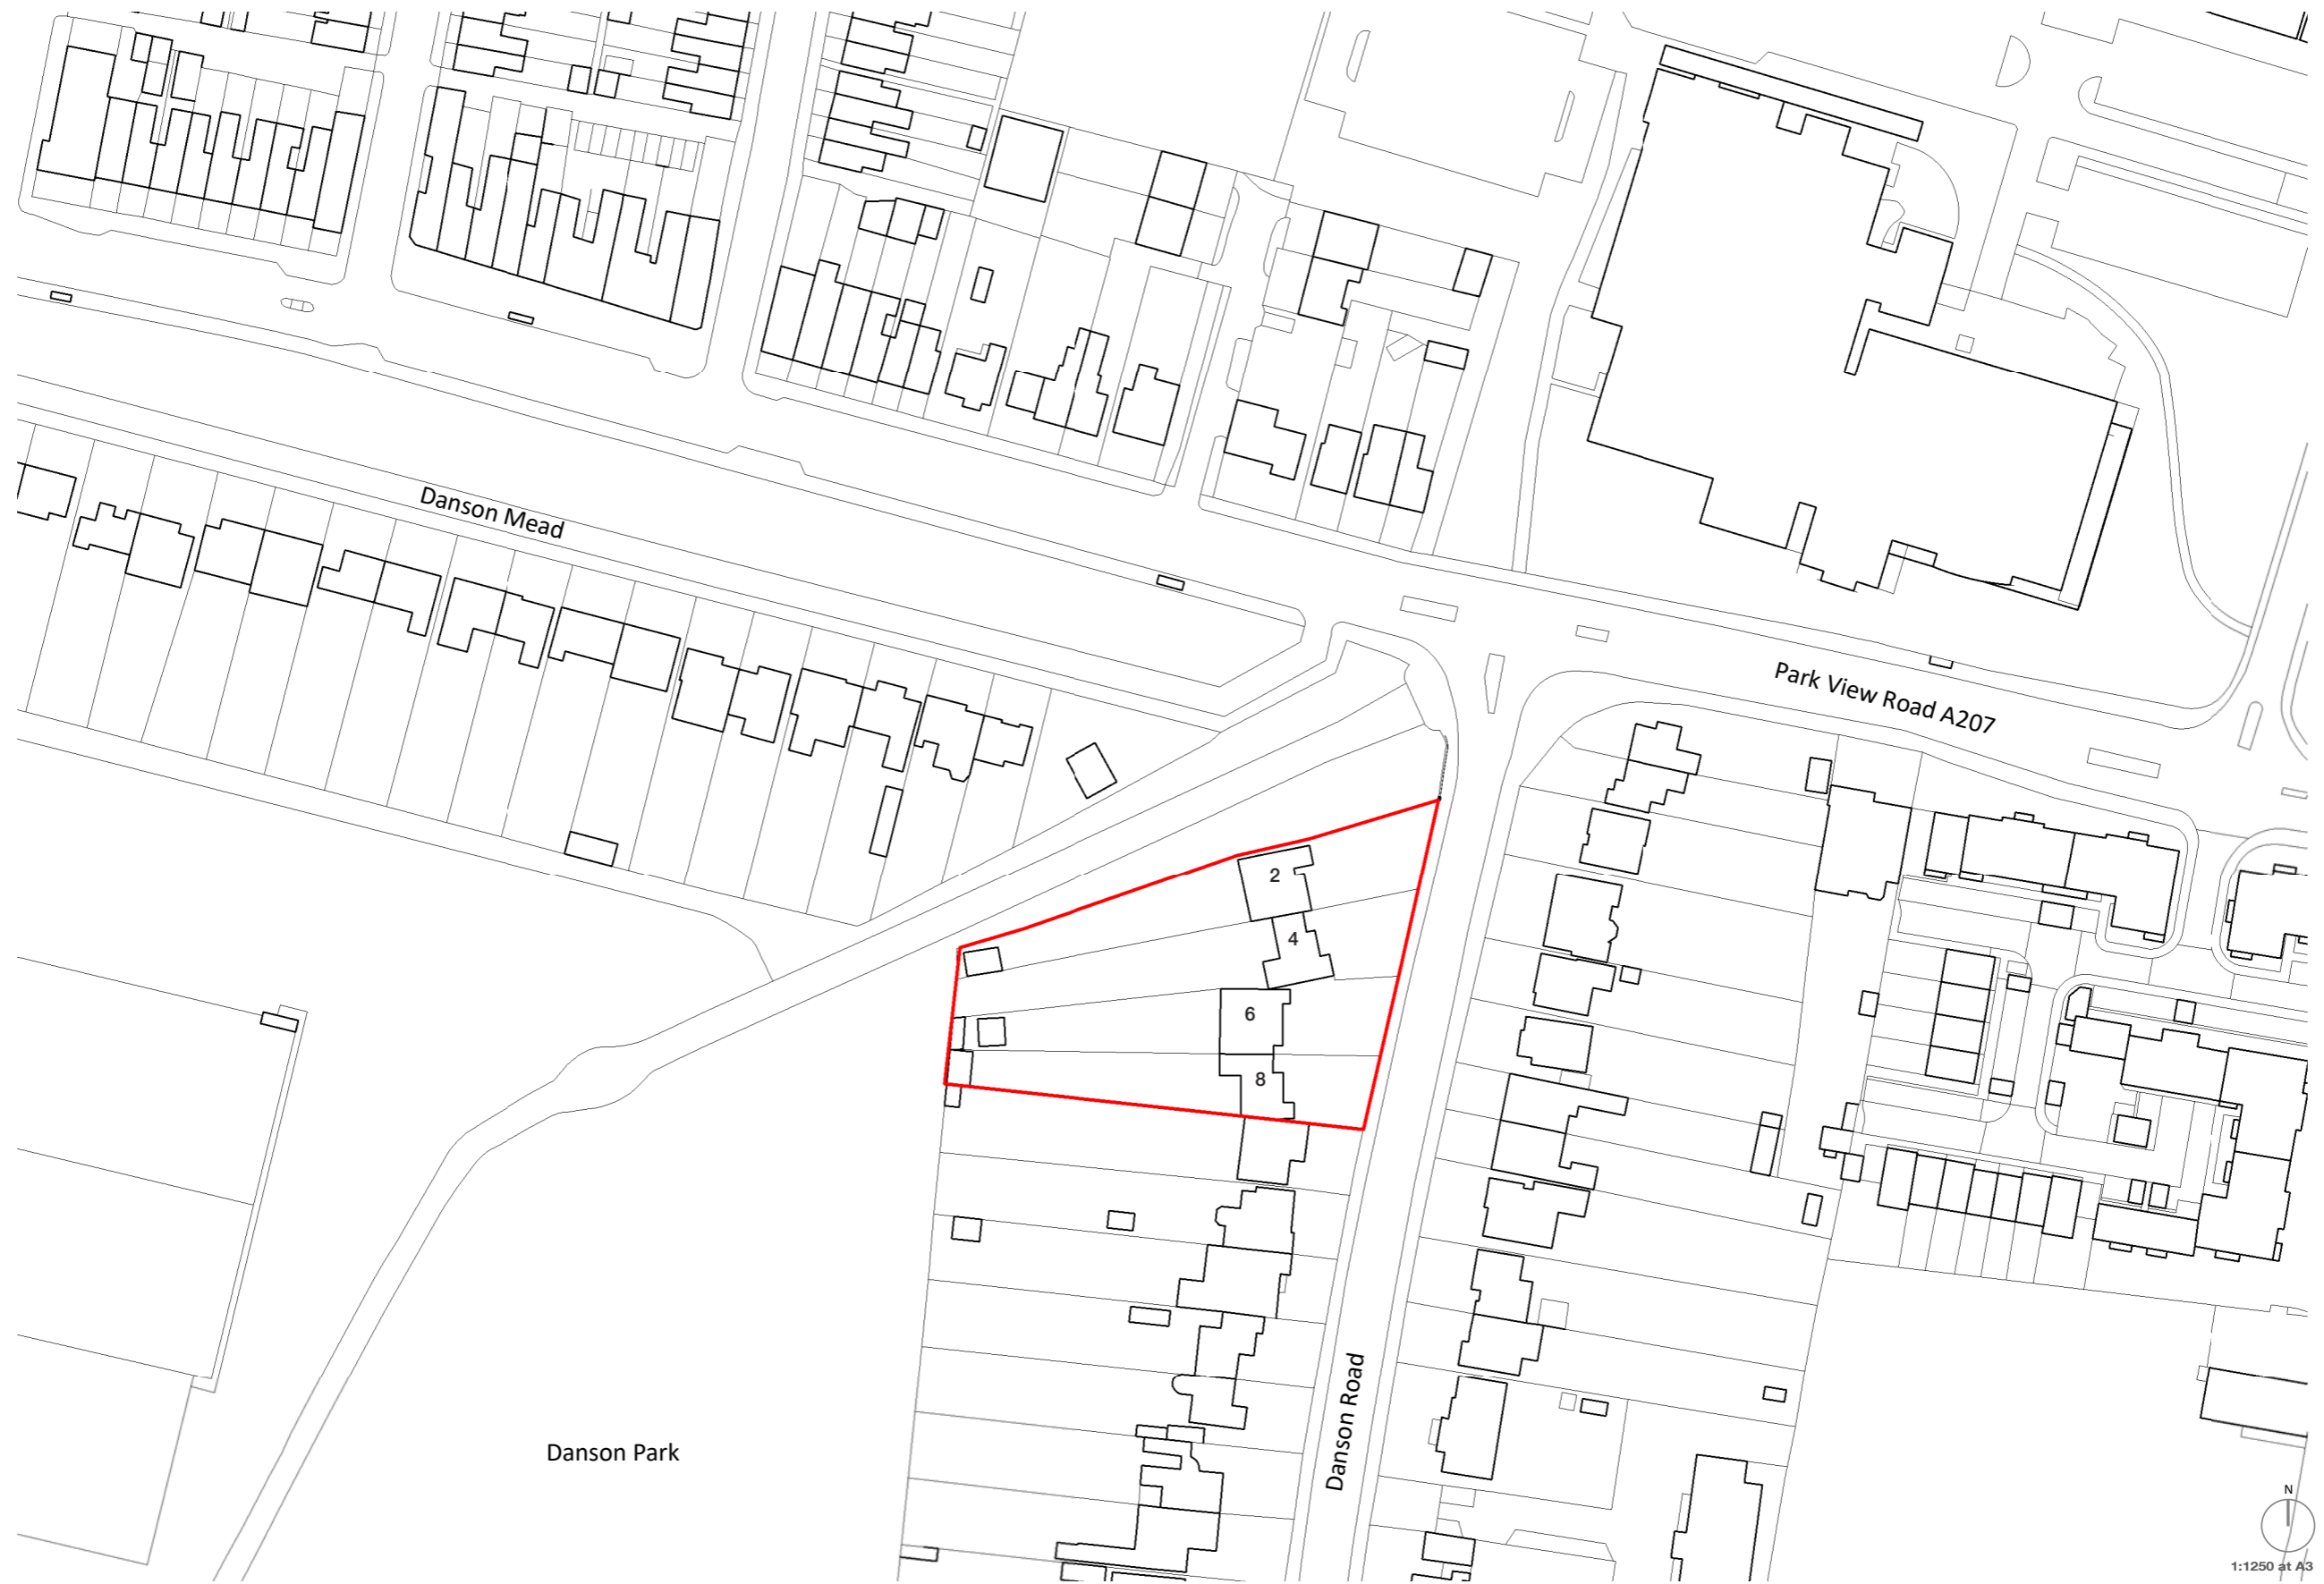 Danson Mead
Park View Road A207
2
4
6
8
Danson Road
Danson Park
N
1:1250 at A3